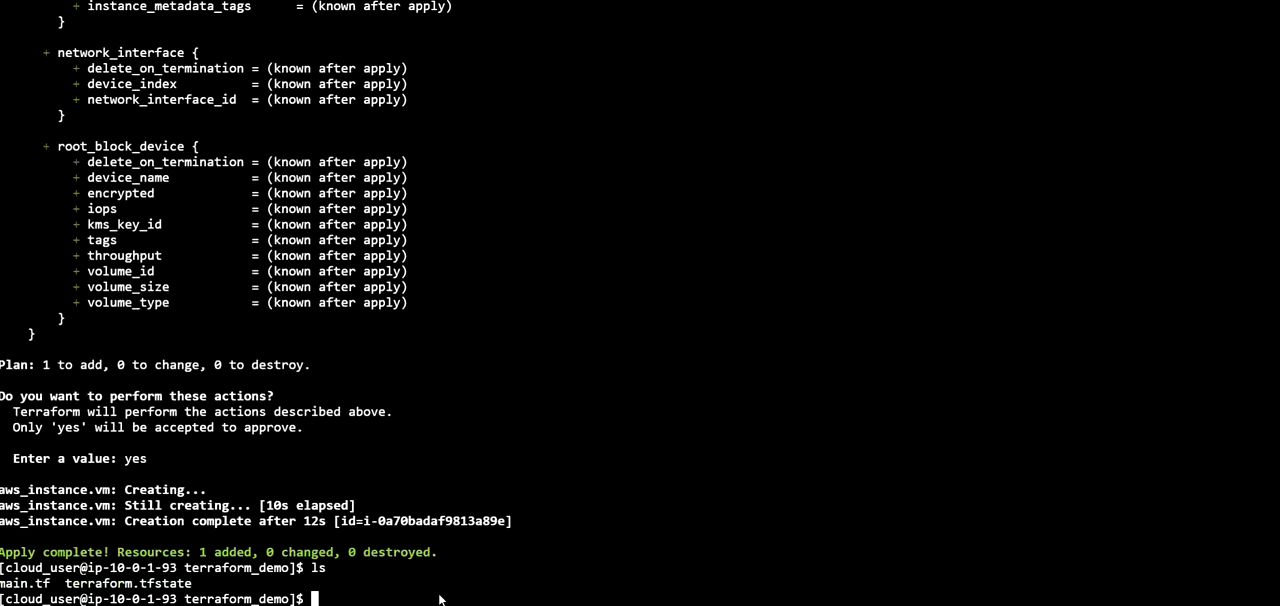 + instance_metadata_tags = (known after apply)
}
+ network_interface {
+ delete_on_termination = (known after apply)
+ device_index = (known after apply)
+ network_interface_id = (known after apply)
}
+ root_block_device {
+ delete_on_termination = (known after apply)
+ device_name = (known after apply)
+ encrypted = (known after apply)
+ iops = (known after apply)
+ kms_key_id = (known after apply)
+ tags = (known after apply)
+ throughput = (known after apply)
+ volume_id = (known after apply)
+ volume_size = (known after apply)
+ volume_type = (known after apply)
}
}
Plan: 1 to add, 0 to change, 0 to destroy.
Do you want to perform these actions?
Terraform will perform the actions described above.
Only 'yes' will be accepted to approve.
Enter a value: yes
aws_instance.vm: Creating...
aws_instance.vm: Still creating... [10s elapsed]
aws_instance.vm: Creation complete after 12s [id=i-0a70badaf9813a89e]
Apply complete! Resources: 1 added, 0 changed, 0 destroyed.
[cloud_user@ip-10-0-1-93 terraform_demo]$ ls
main.tf terraform.tfstate
[cloud_user@ip-10-0-1-93 terraform_demo]$